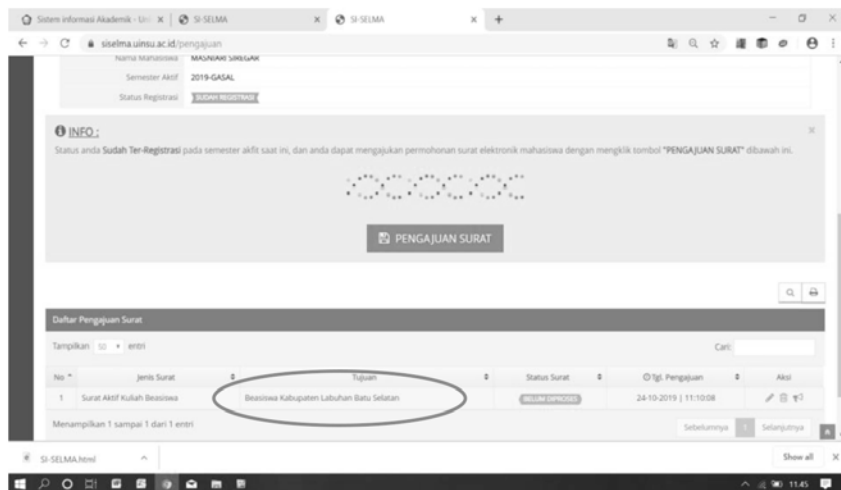 Sistem informasi Akademik - Uni
SI-SELMA
SI-SELMA
siselma.uinsu.ac.id/pengajuan
Nama Mahasiswa MASNIARI SIREGAR
Semester Aktif 2019-GASAL
Status Registrasi SUDAH REGISTRASI
INFO :
Status anda Sudah Ter-Registrasi pada semester akfit saat ini, dan anda dapat mengajukan permohonan surat elektronik mahasiswa dengan mengklik tombol "PENGAJUAN SURAT" dibawah ini.
PENGAJUAN SURAT
Daftar Pengajuan Surat
Tampilkan 50 entri Cari:
No Jenis Surat Tujuan Status Surat Tgl. Pengajuan Aksi
1 Surat Aktif Kuliah Beasiswa Beasiswa Kabupaten Labuhan Batu Selatan BELUM DIPROSES 24-10-2019 | 11:10:08
Menampilkan 1 sampai 1 dari 1 entri Sebelumnya 1 Selanjutnya
SI-SELMA.html Show all
11.45